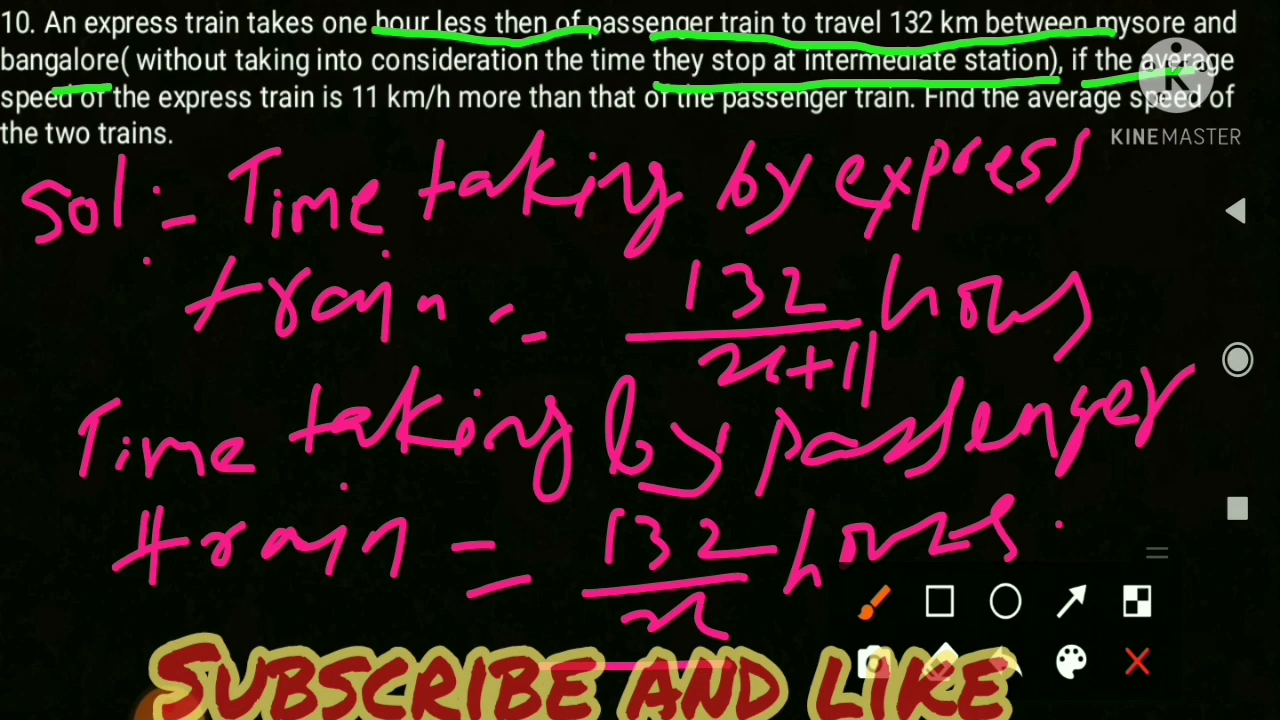 10. An express train takes one hour less then of passenger train to travel 132 km between mysore and
bangalore( without taking into consideration the time they stop at intermediate station), if the average
speed of the express train is 11 km/h more than that of the passenger train. Find the average speed of
the two trains.
K
KINEMASTER
Sol:- Time taking by express
train :- 132/x+11 hours
Time taking by passenger
train = 132/x hours.
SUBSCRIBE AND LIKE